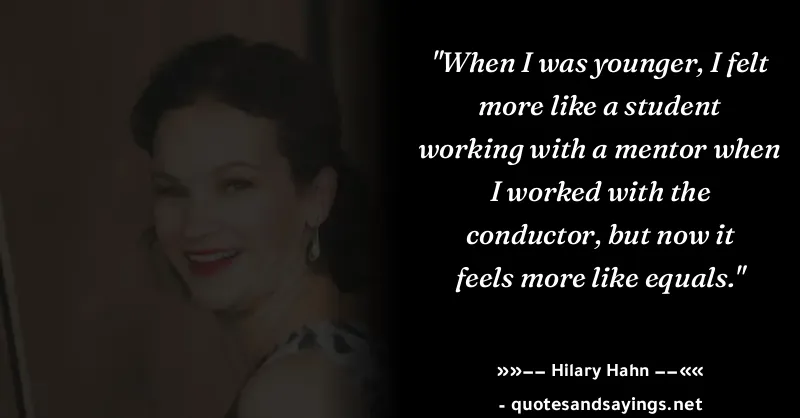 "When I was younger, I felt
more like a student
working with a mentor when
I worked with the
conductor, but now it
feels more like equals."
»»−− Hilary Hahn −−««
- quotesandsayings.net